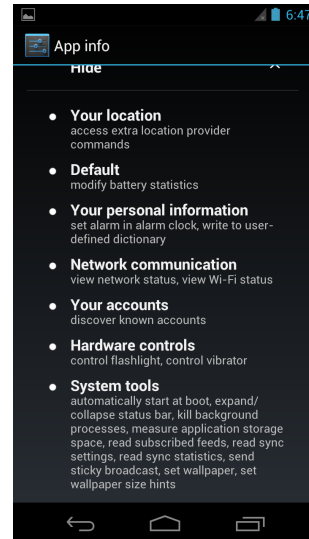 6:47
App info
Hide
Your location
access extra location provider
commands
Default
modify battery statistics
Your personal information
set alarm in alarm clock, write to user-
defined dictionary
Network communication
view network status, view Wi-Fi status
Your accounts
discover known accounts
Hardware controls
control flashlight, control vibrator
System tools
automatically start at boot, expand/
collapse status bar, kill background
processes, measure application storage
space, read subscribed feeds, read sync
settings, read sync statistics, send
sticky broadcast, set wallpaper, set
wallpaper size hints